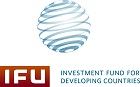 IFU
INVESTMENT FUND FOR
DEVELOPING COUNTRIES